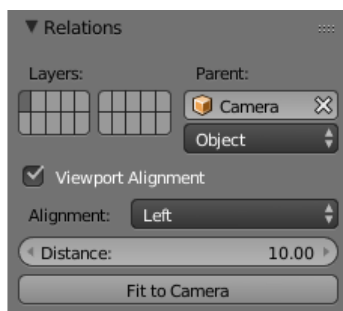 Relations
Layers:
Parent:
Camera
Object
Viewport Alignment
Alignment: Left
Distance: 10.00
Fit to Camera